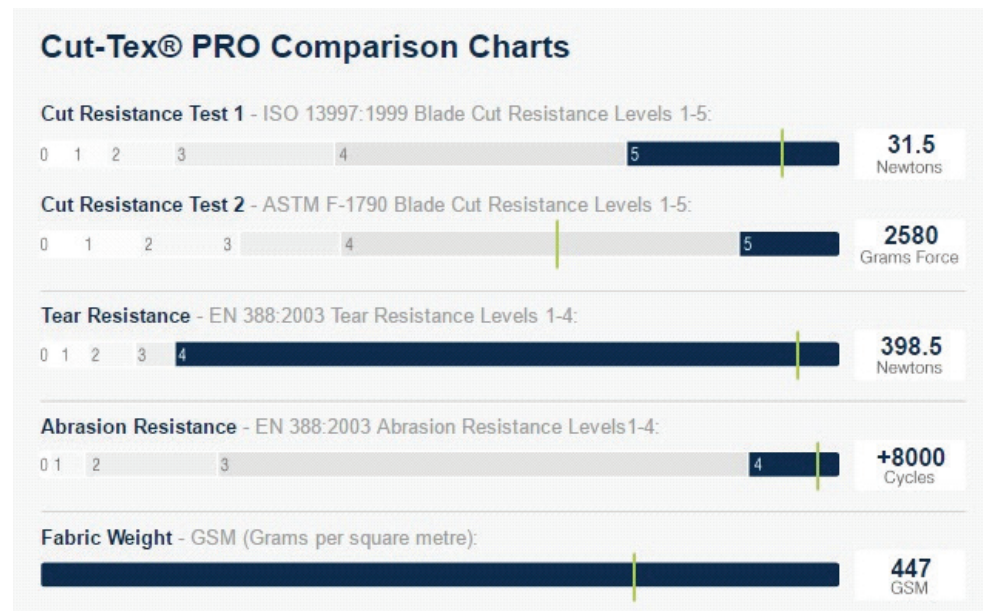 Cut-Tex® PRO Comparison Charts
Cut Resistance Test 1 - ISO 13997:1999 Blade Cut Resistance Levels 1-5:
0 1 2 3 4 5
31.5
Newtons
Cut Resistance Test 2 - ASTM F-1790 Blade Cut Resistance Levels 1-5:
0 1 2 3 4 5
2580
Grams Force
Tear Resistance - EN 388:2003 Tear Resistance Levels 1-4:
0 1 2 3 4
398.5
Newtons
Abrasion Resistance - EN 388:2003 Abrasion Resistance Levels1-4:
0 1 2 3 4
+8000
Cycles
Fabric Weight - GSM (Grams per square metre):
447
GSM